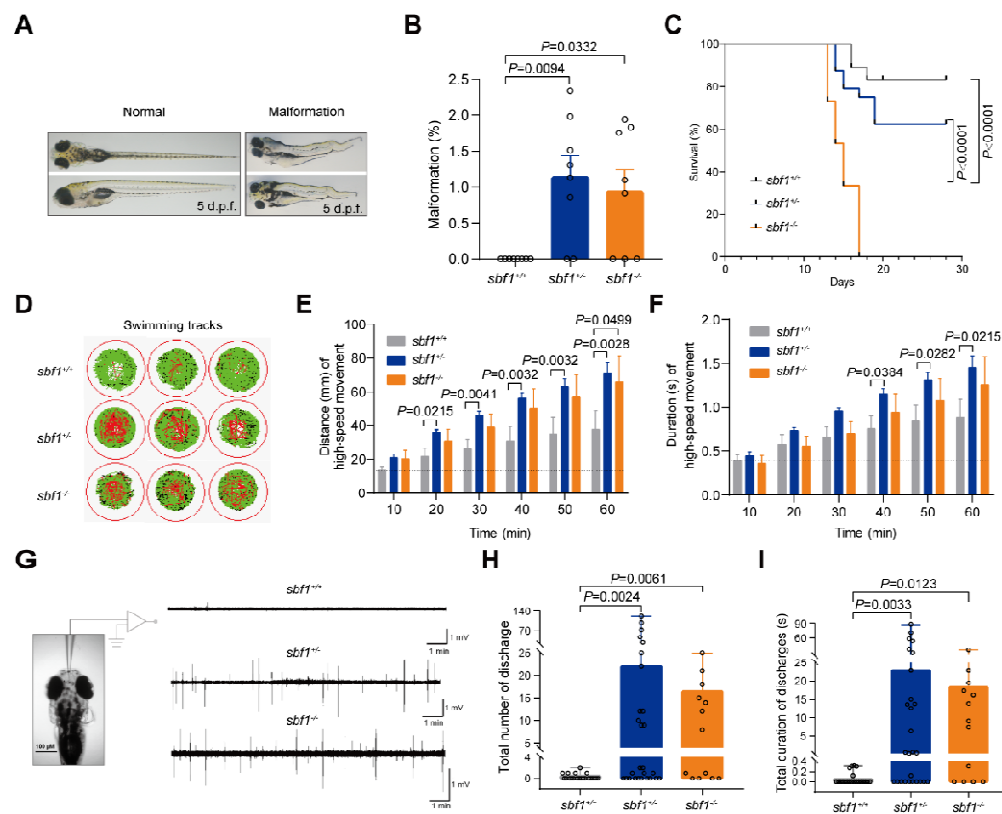 A
Normal
Malformation
5 d.p.f.
5 d.p.f.
B
P=0.0332
P=0.0094
Malformation (%)
2.5
2.0
1.5
1.0
0.5
0.0
sbf1+/+
sbf1+/-
sbf1-/-
C
Survival (%)
100
80
60
40
20
0
sbf1+/+
sbf1+/-
sbf1-/-
P<0.0001
P<0.0001
0
10
20
30
Days
D
Swimming tracks
sbf1+/+
sbf1+/-
sbf1-/-
E
Distance (mm) of
high-speed movement
100
80
60
40
20
0
sbf1+/+
sbf1+/-
sbf1-/-
P=0.0215
P=0.0041
P=0.0032
P=0.0032
P=0.0499
P=0.0028
10
20
30
40
50
60
Time (min)
F
Duration (s) of
high-speed movement
2.0
1.5
1.0
0.5
0.0
sbf1+/+
sbf1+/-
sbf1-/-
P=0.0384
P=0.0282
P=0.0215
10
20
30
40
50
60
Time (min)
G
100 μM
sbf1+/+
1 mV
1 min
sbf1+/-
1 mV
1 min
sbf1-/-
1 mV
1 min
H
P=0.0061
P=0.0024
Total number of discharge
140
70
25
20
15
10
5
4
2
0
sbf1+/-
sbf1+/-
sbf1-/-
I
P=0.0123
P=0.0033
Total duration of discharges (s)
90
60
25
20
15
10
5
0.4
0.2
0.0
sbf1+/+
sbf1+/-
sbf1-/-